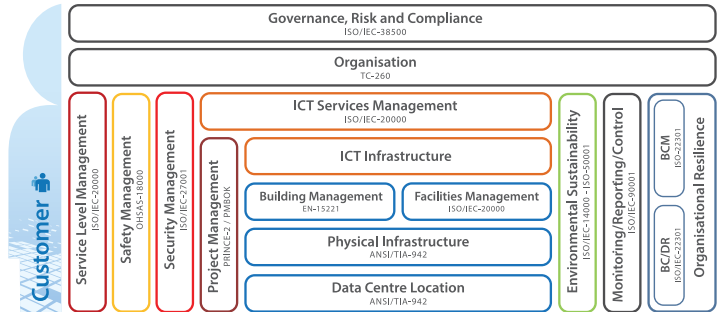 Governance, Risk and Compliance
ISO/IEC-38500
Organisation
TC-260
Customer
Service Level Management
ISO/IEC-20000
Safety Management
OHSAS-18000
Security Management
ISO/IEC-27001
ICT Services Management
ISO/IEC-20000
Project Management
PRINCE-2 / PMBOK
ICT Infrastructure
Building Management
EN-15221
Facilities Management
ISO/IEC-20000
Physical Infrastructure
ANSI/TIA-942
Data Centre Location
ANSI/TIA-942
Environmental Sustainability
ISO/IEC-14000 -ISO-50001
Monitoring/Reporting/Control
ISO/IEC-90001
BCM
ISO-22301
BC/DR
ISO/IEC-22301
Organisational Resilience